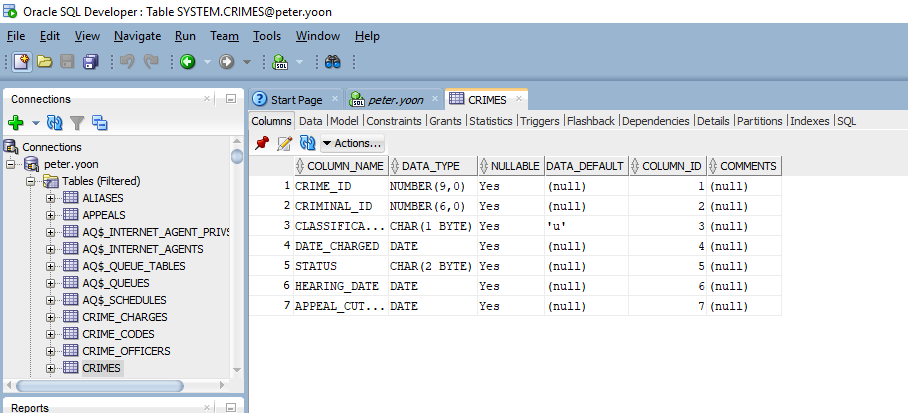 Oracle SQL Developer : Table SYSTEM.CRIMES@peter.yoon
File Edit View Navigate Run Team Tools Window Help
Connections
Connections
peter.yoon
Tables (Filtered)
ALIASES
APPEALS
AQ$_INTERNET_AGENT_PRIVS
AQ$_INTERNET_AGENTS
AQ$_QUEUE_TABLES
AQ$_QUEUES
AQ$_SCHEDULES
CRIME_CHARGES
CRIME_CODES
CRIME_OFFICERS
CRIMES
Reports
Start Page peter.yoon CRIMES
Columns Data Model Constraints Grants Statistics Triggers Flashback Dependencies Details Partitions Indexes SQL
Actions...
COLUMN_NAME DATA_TYPE NULLABLE DATA_DEFAULT COLUMN_ID COMMENTS
1 CRIME_ID NUMBER(9,0) Yes (null) 1 (null)
2 CRIMINAL_ID NUMBER(6,0) Yes (null) 2 (null)
3 CLASSIFICA... CHAR(1 BYTE) Yes 'u' 3 (null)
4 DATE_CHARGED DATE Yes (null) 4 (null)
5 STATUS CHAR(2 BYTE) Yes (null) 5 (null)
6 HEARING_DATE DATE Yes (null) 6 (null)
7 APPEAL_CUT... DATE Yes (null) 7 (null)